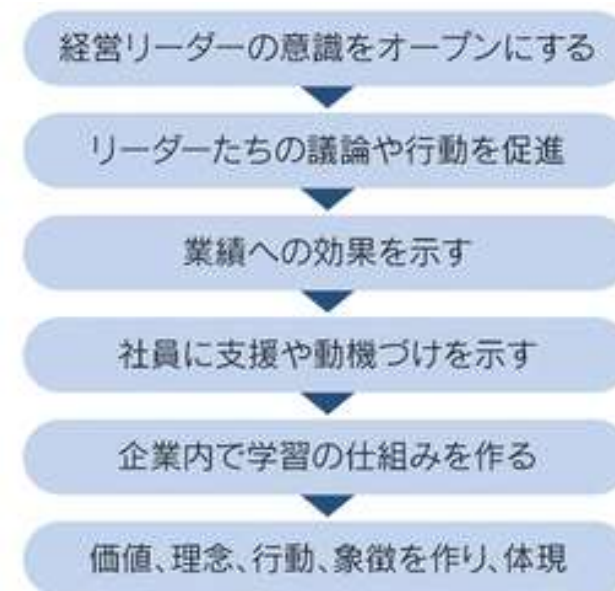 経営リーダーの意識をオープンにする
リーダーたちの議論や行動を促進
業績への効果を示す
社員に支援や動機づけを示す
企業内で学習の仕組みを作る
価値、理念、行動、象徴を作り、体現